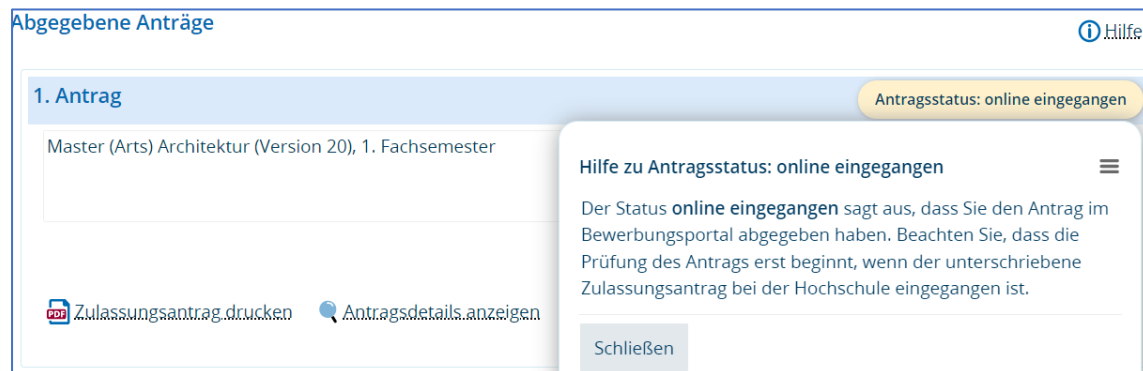 Abgegebene Anträge
Hilfe
1. Antrag
Antragsstatus: online eingegangen
Master (Arts) Architektur (Version 20), 1. Fachsemester
Hilfe zu Antragsstatus: online eingegangen
Der Status online eingegangen sagt aus, dass Sie den Antrag im
Bewerbungsportal abgegeben haben. Beachten Sie, dass die
Prüfung des Antrags erst beginnt, wenn der unterschriebene
Zulassungsantrag bei der Hochschule eingegangen ist.
PDF Zulassungsantrag drucken Antragsdetails anzeigen
Schließen